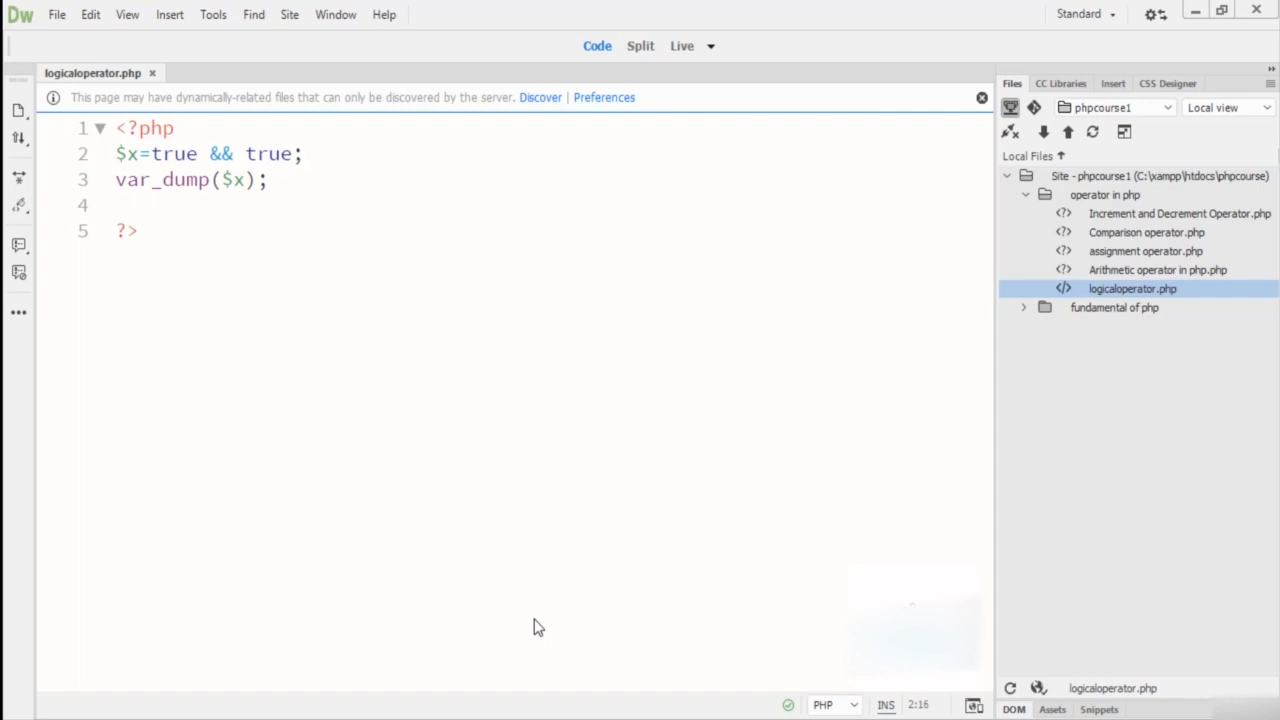 Dw File Edit View Insert Tools Find Site Window Help Standard
Code Split Live
logicaloperator.php
This page may have dynamically-related files that can only be discovered by the server. Discover | Preferences
1 <?php
2 $x=true && true;
3 var_dump($x);
4
5 ?>
PHP INS 2:16
Files CC Libraries Insert CSS Designer
phpcourse1 Local view
Local Files
Site - phpcourse1 (C:\xampp\htdocs\phpcourse)
operator in php
Increment and Decrement Operator.php
Comparison operator.php
assignment operator.php
Arithmetic operator in php.php
logicaloperator.php
fundamental of php
logicaloperator.php
DOM Assets Snippets